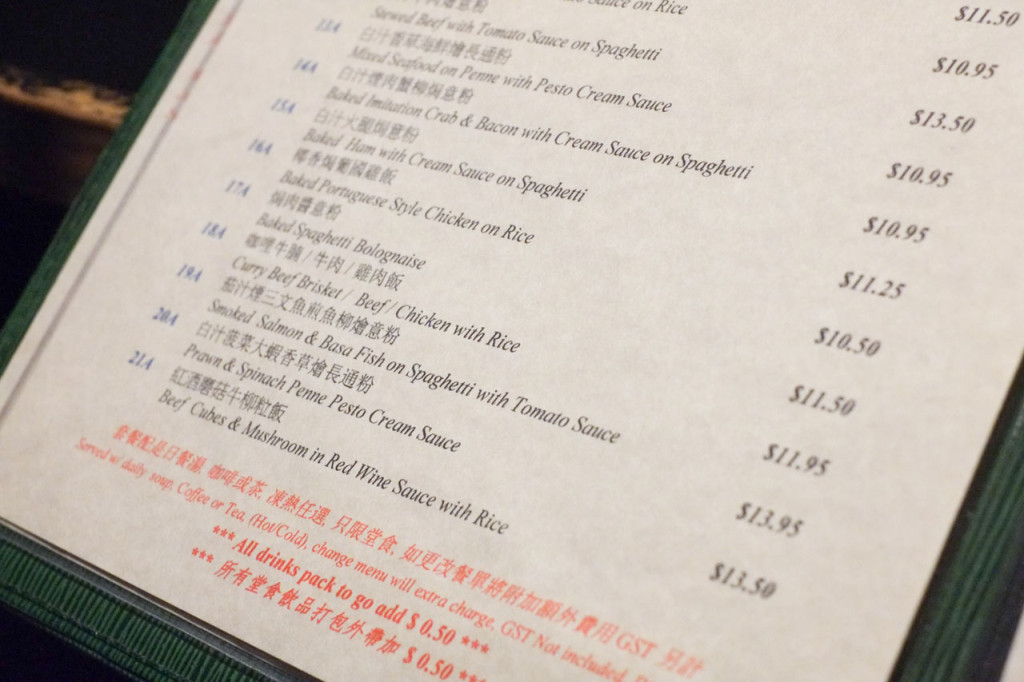 Sauce on Rice $11.50
牛肉意粉
Stewed Beef with Tomato Sauce on Spaghetti $10.95
13A 白汁香草海鮮燴長通粉
Mixed Seafood on Penne with Pesto Cream Sauce $13.50
14A 白汁煙肉蟹柳焗意粉
Baked Imitation Crab & Bacon with Cream Sauce on Spaghetti $10.95
15A 白汁火腿焗意粉
Baked Ham with Cream Sauce on Spaghetti $10.95
16A 椰香焗葡國雞飯
Baked Portuguese Style Chicken on Rice $11.25
17A 焗肉醬意粉
Baked Spaghetti Bolognaise $10.50
18A 咖喱牛腩 / 牛肉 / 雞肉飯
Curry Beef Brisket / Beef / Chicken with Rice $11.50
19A 茄汁煙三文魚煎魚柳燴意粉
Smoked Salmon & Basa Fish on Spaghetti with Tomato Sauce $11.95
20A 白汁菠菜大蝦香草燴長通粉
Prawn & Spinach Penne Pesto Cream Sauce $13.95
21A 紅酒磨菇牛柳粒飯
Beef Cubes & Mushroom in Red Wine Sauce with Rice $13.50
套餐配是日餐湯, 咖啡或茶, 凍熱任選, 只限堂食, 如更改餐單將附加額外費用 GST 另計
Served w/ daily soup, Coffee or Tea, (Hot/Cold), change menu will extra charge, GST Not included.
*** All drinks pack to go add $ 0.50 ***
*** 所有堂食飲品打包外帶加 $ 0.50 ***